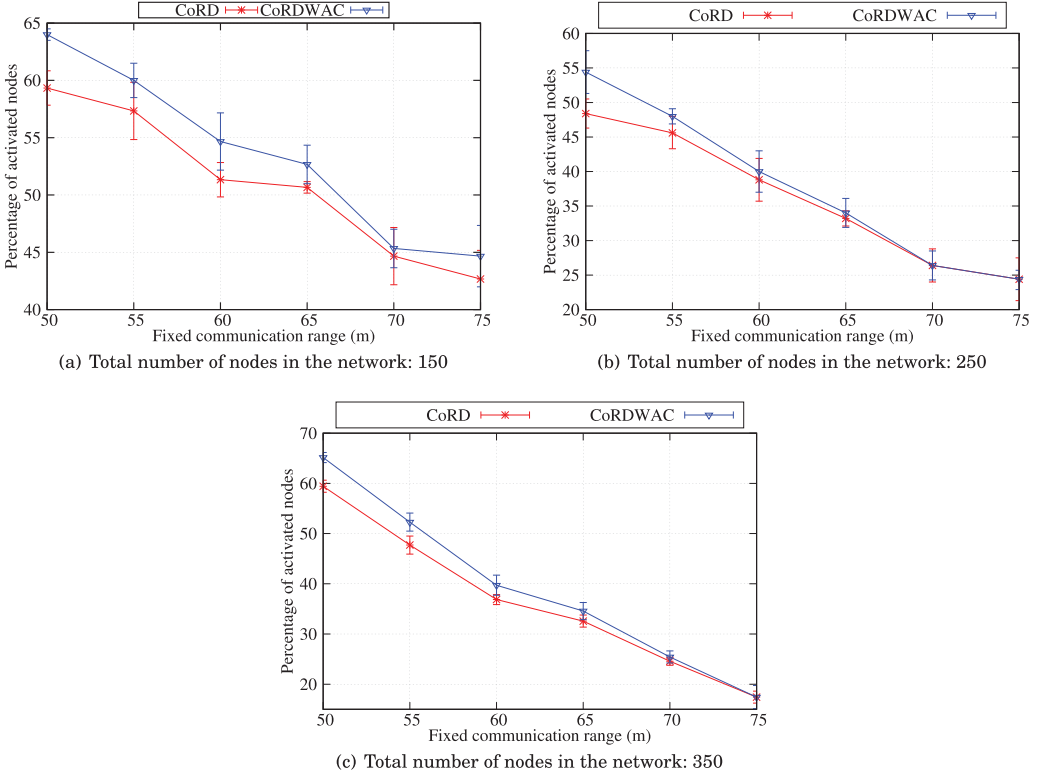 CoRD CoRDWAC
65
60
55
50
45
40
Percentage of activated nodes
50 55 60 65 70 75
Fixed communication range (m)
(a) Total number of nodes in the network: 150
CoRD CoRDWAC
60
55
50
45
40
35
30
25
20
Percentage of activated nodes
50 55 60 65 70 75
Fixed communication range (m)
(b) Total number of nodes in the network: 250
CoRD CoRDWAC
70
60
50
40
30
20
Percentage of activated nodes
50 55 60 65 70 75
Fixed communication range (m)
(c) Total number of nodes in the network: 350